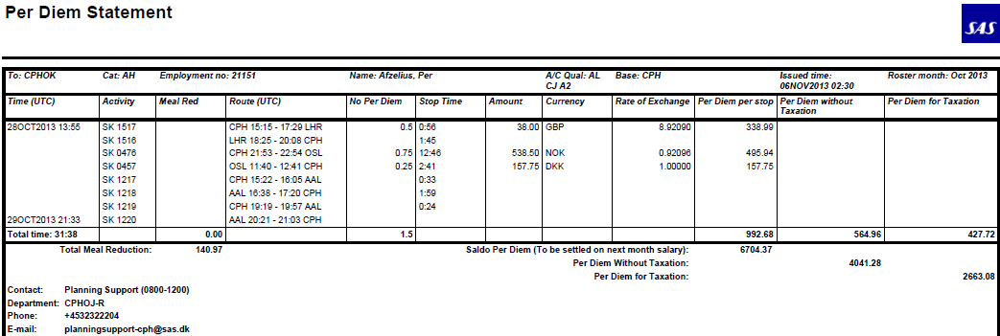 Per Diem Statement
SAS
To: CPHOK Cat: AH Employment no: 21151 Name: Afzelius, Per A/C Qual: AL CJ A2 Base: CPH Issued time: 06NOV2013 02:30 Roster month: Oct 2013
Time (UTC) Activity Meal Red Route (UTC) No Per Diem Stop Time Amount Currency Rate of Exchange Per Diem per stop Per Diem without Taxation Per Diem for Taxation
28OCT2013 13:55 SK 1517 CPH 15:15 - 17:29 LHR 0.5 0:56 38.00 GBP 8.92090 338.99
SK 1516 LHR 18:25 - 20:08 CPH 1:45
SK 0476 CPH 21:53 - 22:54 OSL 0.75 12:46 538.50 NOK 0.92096 495.94
SK 0457 OSL 11:40 - 12:41 CPH 0.25 2:41 157.75 DKK 1.00000 157.75
SK 1217 CPH 15:22 - 16:05 AAL 0:33
SK 1218 AAL 16:38 - 17:20 CPH 1:59
SK 1219 CPH 19:19 - 19:57 AAL 0:24
29OCT2013 21:33 SK 1220 AAL 20:21 - 21:03 CPH
Total time: 31:38 0.00 1.5 992.68 564.96 427.72
Total Meal Reduction: 140.97 Saldo Per Diem (To be settled on next month salary): 6704.37
Per Diem Without Taxation: 4041.28
Per Diem for Taxation: 2663.08
Contact: Planning Support (0800-1200)
Department: CPHOJ-R
Phone: +4532322204
E-mail: planningsupport-cph@sas.dk